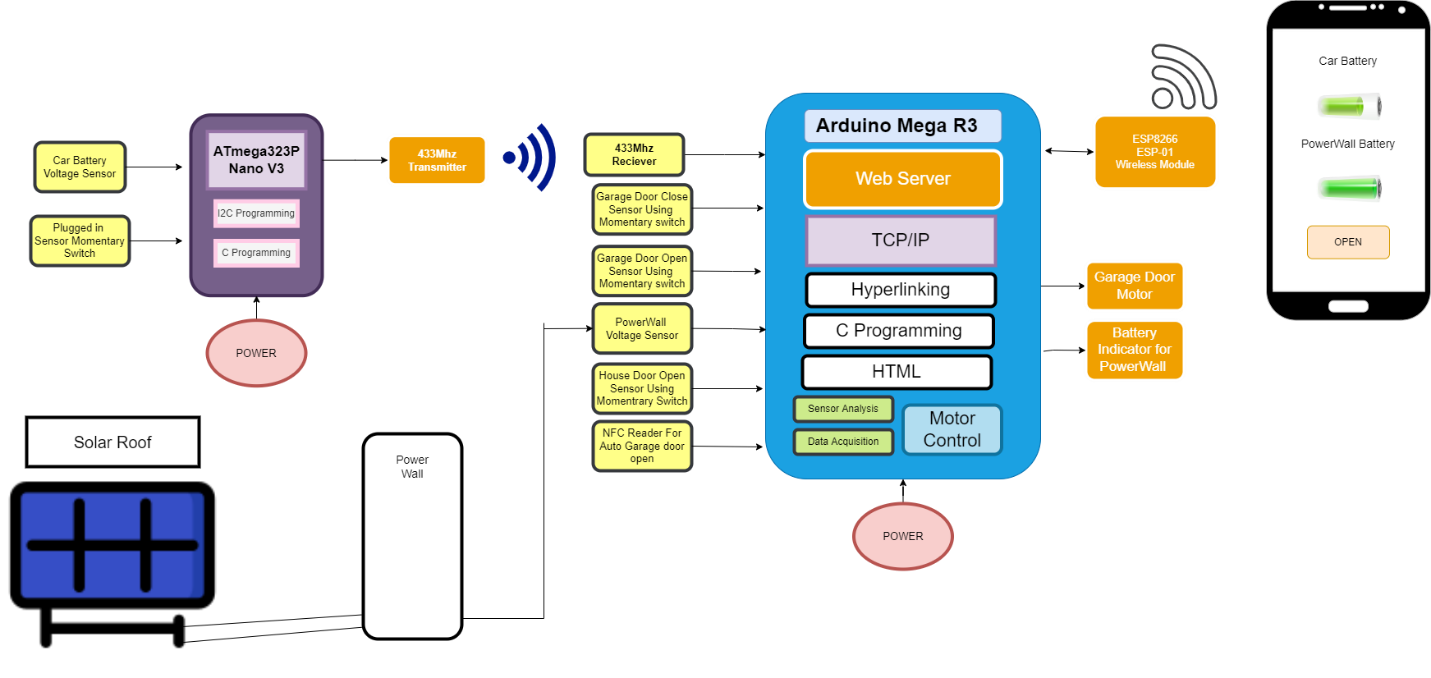 Car Battery
Voltage Sensor
Plugged in
Sensor Momentary
Switch
ATmega323P
Nano V3
I2C Programming
C Programming
POWER
433Mhz
Transmitter
Solar Roof
Power
Wall
433Mhz
Reciever
Garage Door Close
Sensor Using
Momentary switch
Garage Door Open
Sensor Using
Momentary switch
PowerWall
Voltage Sensor
House Door Open
Sensor Using
Momentrary Switch
NFC Reader For
Auto Garage door
open
Arduino Mega R3
Web Server
TCP/IP
Hyperlinking
C Programming
HTML
Sensor Analysis
Data Acquisition
Motor
Control
POWER
ESP8266
ESP-01
Wireless Module
Garage Door
Motor
Battery
Indicator for
PowerWall
Car Battery
PowerWall Battery
OPEN